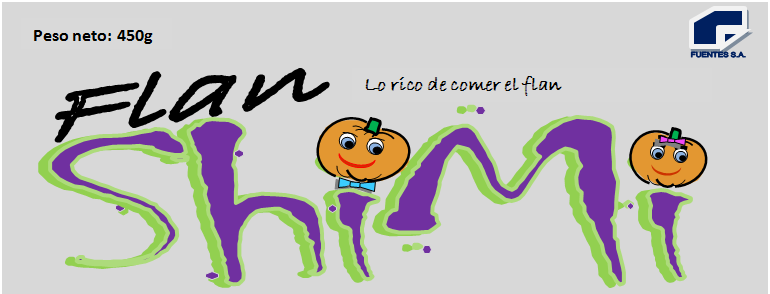 Peso neto: 450g
FUENTES S.A.
Flan
Lo rico de comer el flan
ShiMi